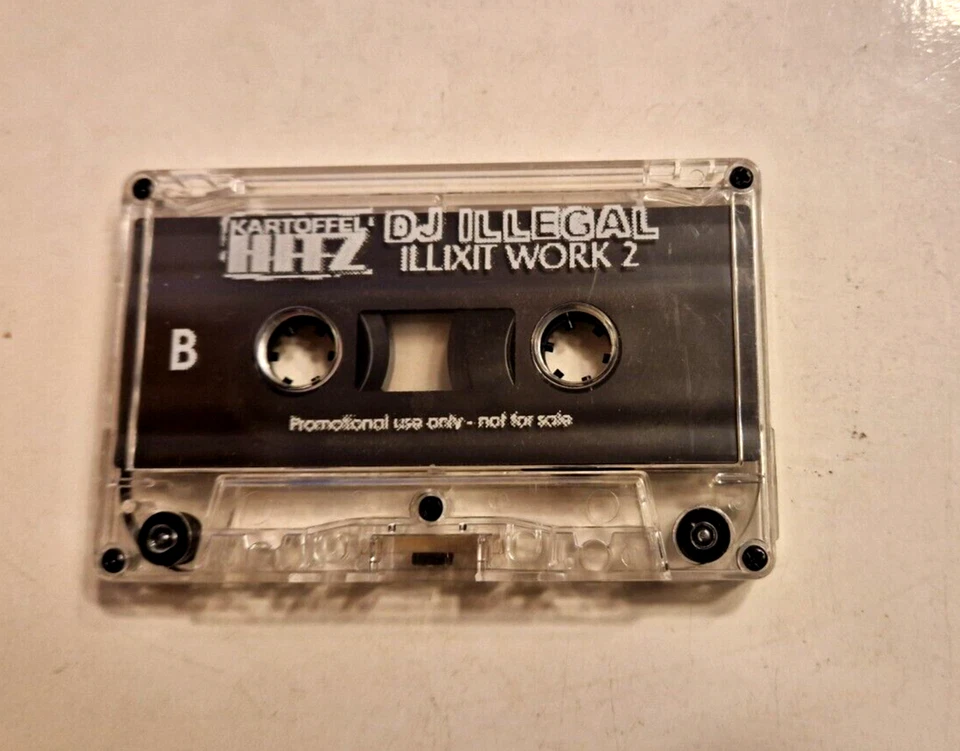 KARTOFFEL
HITZ
DJ ILLEGAL
ILLIXIT WORK 2
B
Promotional use only - not for sale